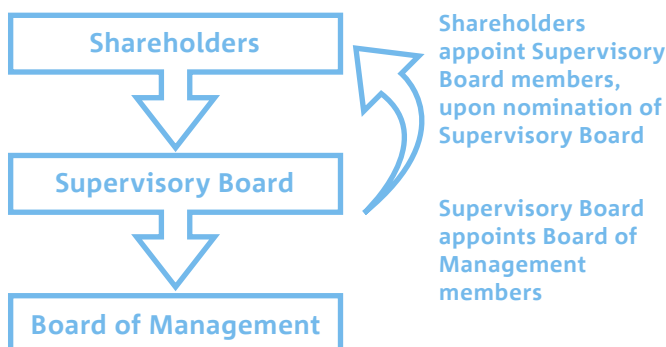 Shareholders
Supervisory Board
Board of Management
Shareholders
appoint Supervisory
Board members,
upon nomination of
Supervisory Board
Supervisory Board
appoints Board of
Management
members